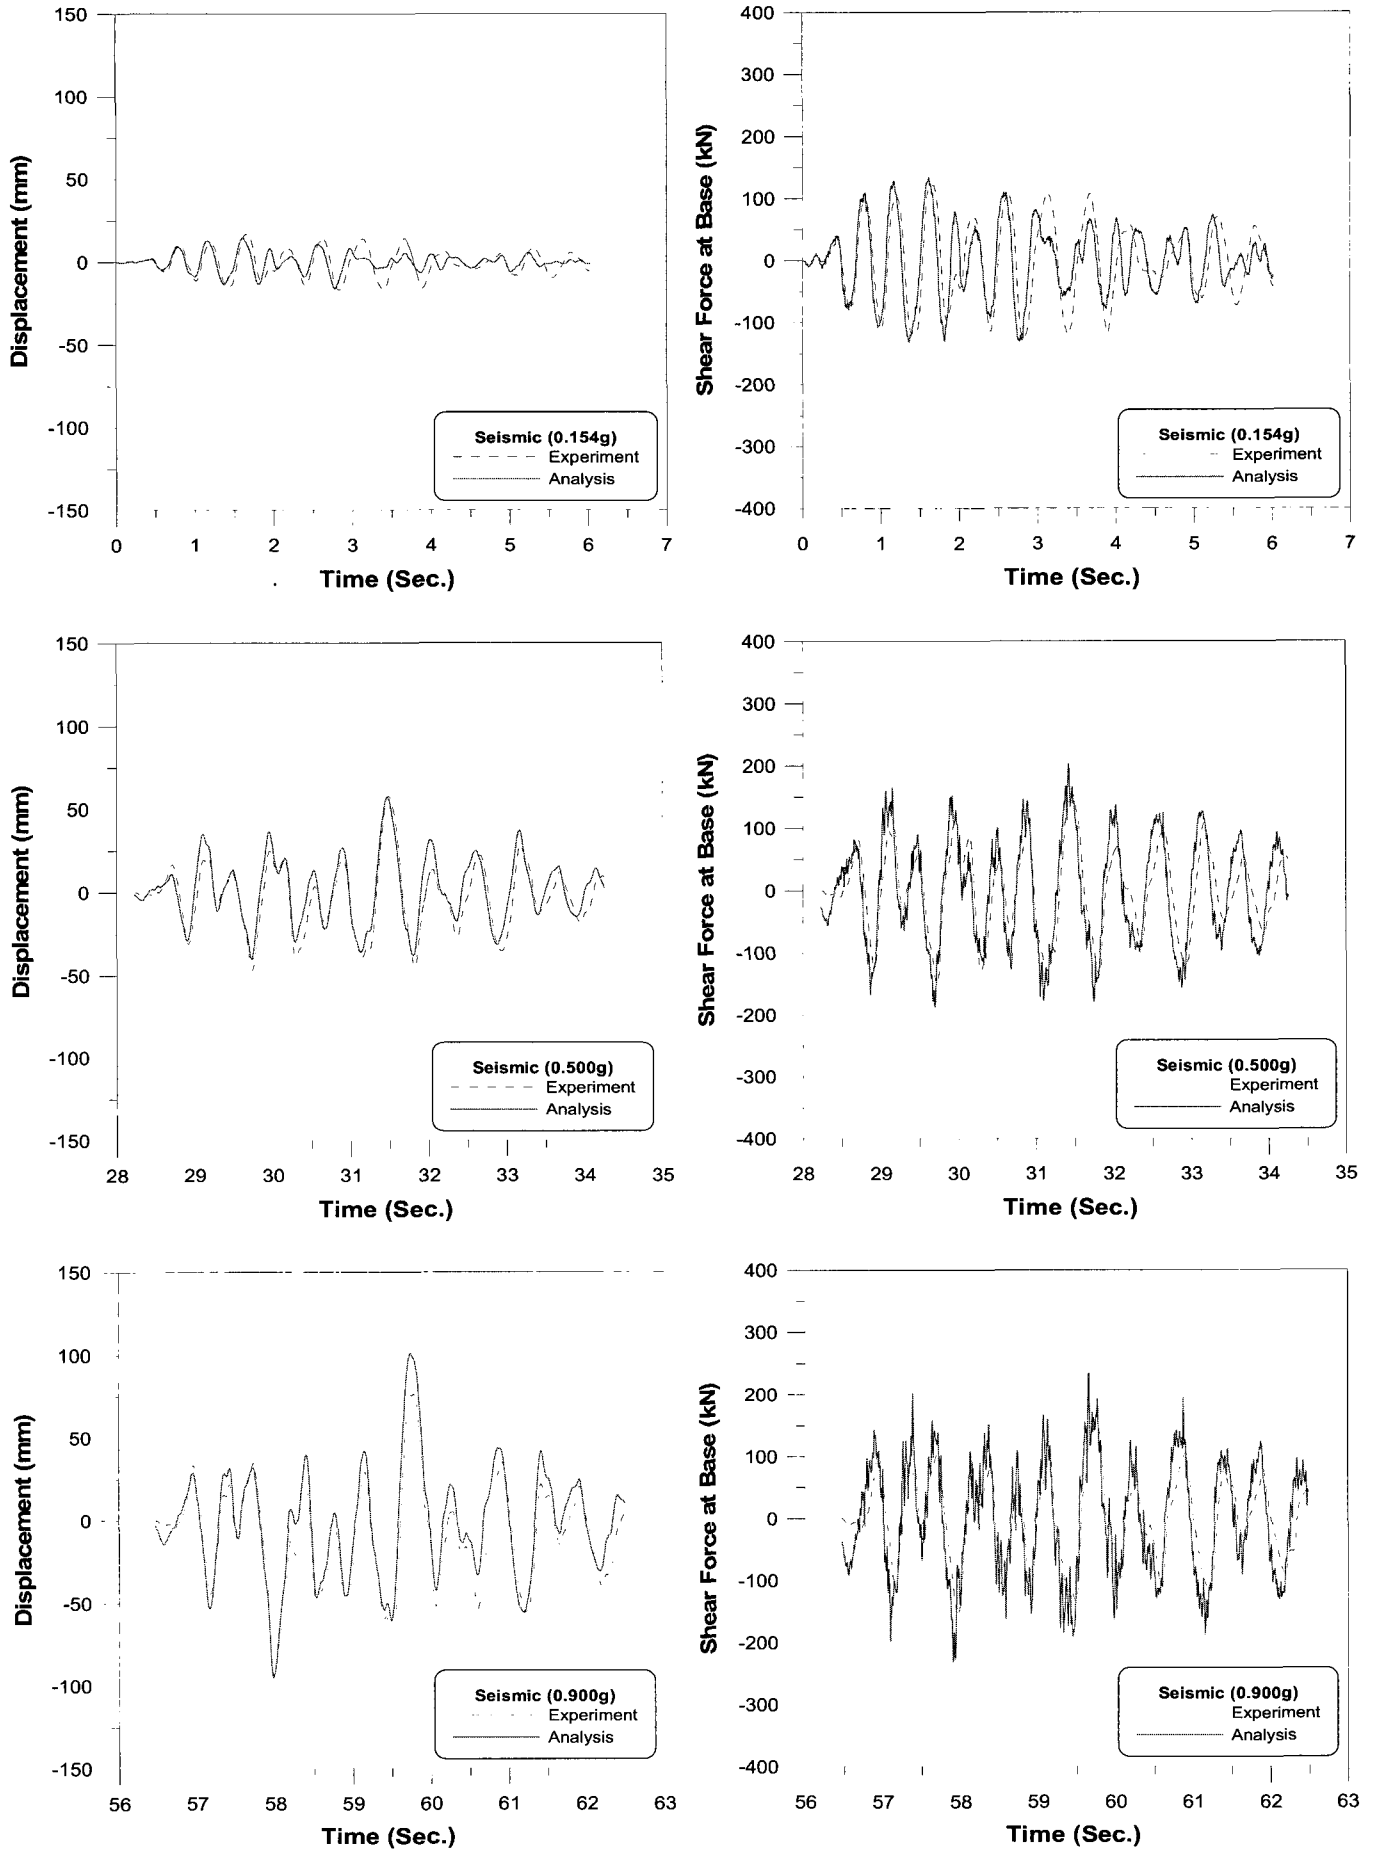 150
100
50
0
-50
-100
-150
Displacement (mm)
Seismic (0.154g)
Experiment
Analysis
0 1 2 3 4 5 6 7
Time (Sec.)
400
300
200
100
0
-100
-200
-300
-400
Shear Force at Base (kN)
Seismic (0.154g)
Experiment
Analysis
0 1 2 3 4 5 6 7
Time (Sec.)
150
100
50
0
-50
-100
-150
Displacement (mm)
Seismic (0.500g)
Experiment
Analysis
28 29 30 31 32 33 34 35
Time (Sec.)
400
300
200
100
0
-100
-200
-300
-400
Shear Force at Base (kN)
Seismic (0.500g)
Experiment
Analysis
28 29 30 31 32 33 34 35
Time (Sec.)
150
100
50
0
-50
-100
-150
Displacement (mm)
Seismic (0.900g)
Experiment
Analysis
56 57 58 59 60 61 62 63
Time (Sec.)
400
300
200
100
0
-100
-200
-300
-400
Shear Force at Base (kN)
Seismic (0.900g)
Experiment
Analysis
56 57 58 59 60 61 62 63
Time (Sec.)